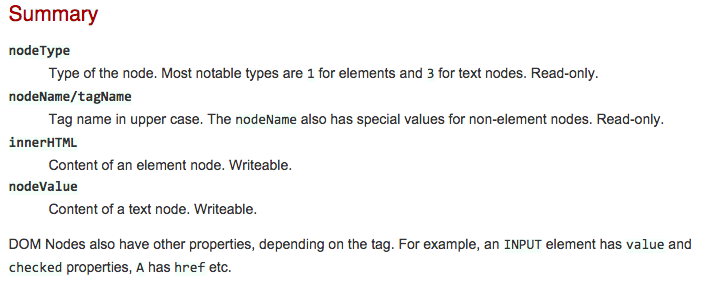 Summary
nodeType
Type of the node. Most notable types are 1 for elements and 3 for text nodes. Read-only.
nodeName/tagName
Tag name in upper case. The nodeName also has special values for non-element nodes. Read-only.
innerHTML
Content of an element node. Writeable.
nodeValue
Content of a text node. Writeable.
DOM Nodes also have other properties, depending on the tag. For example, an INPUT element has value and
checked properties, A has href etc.